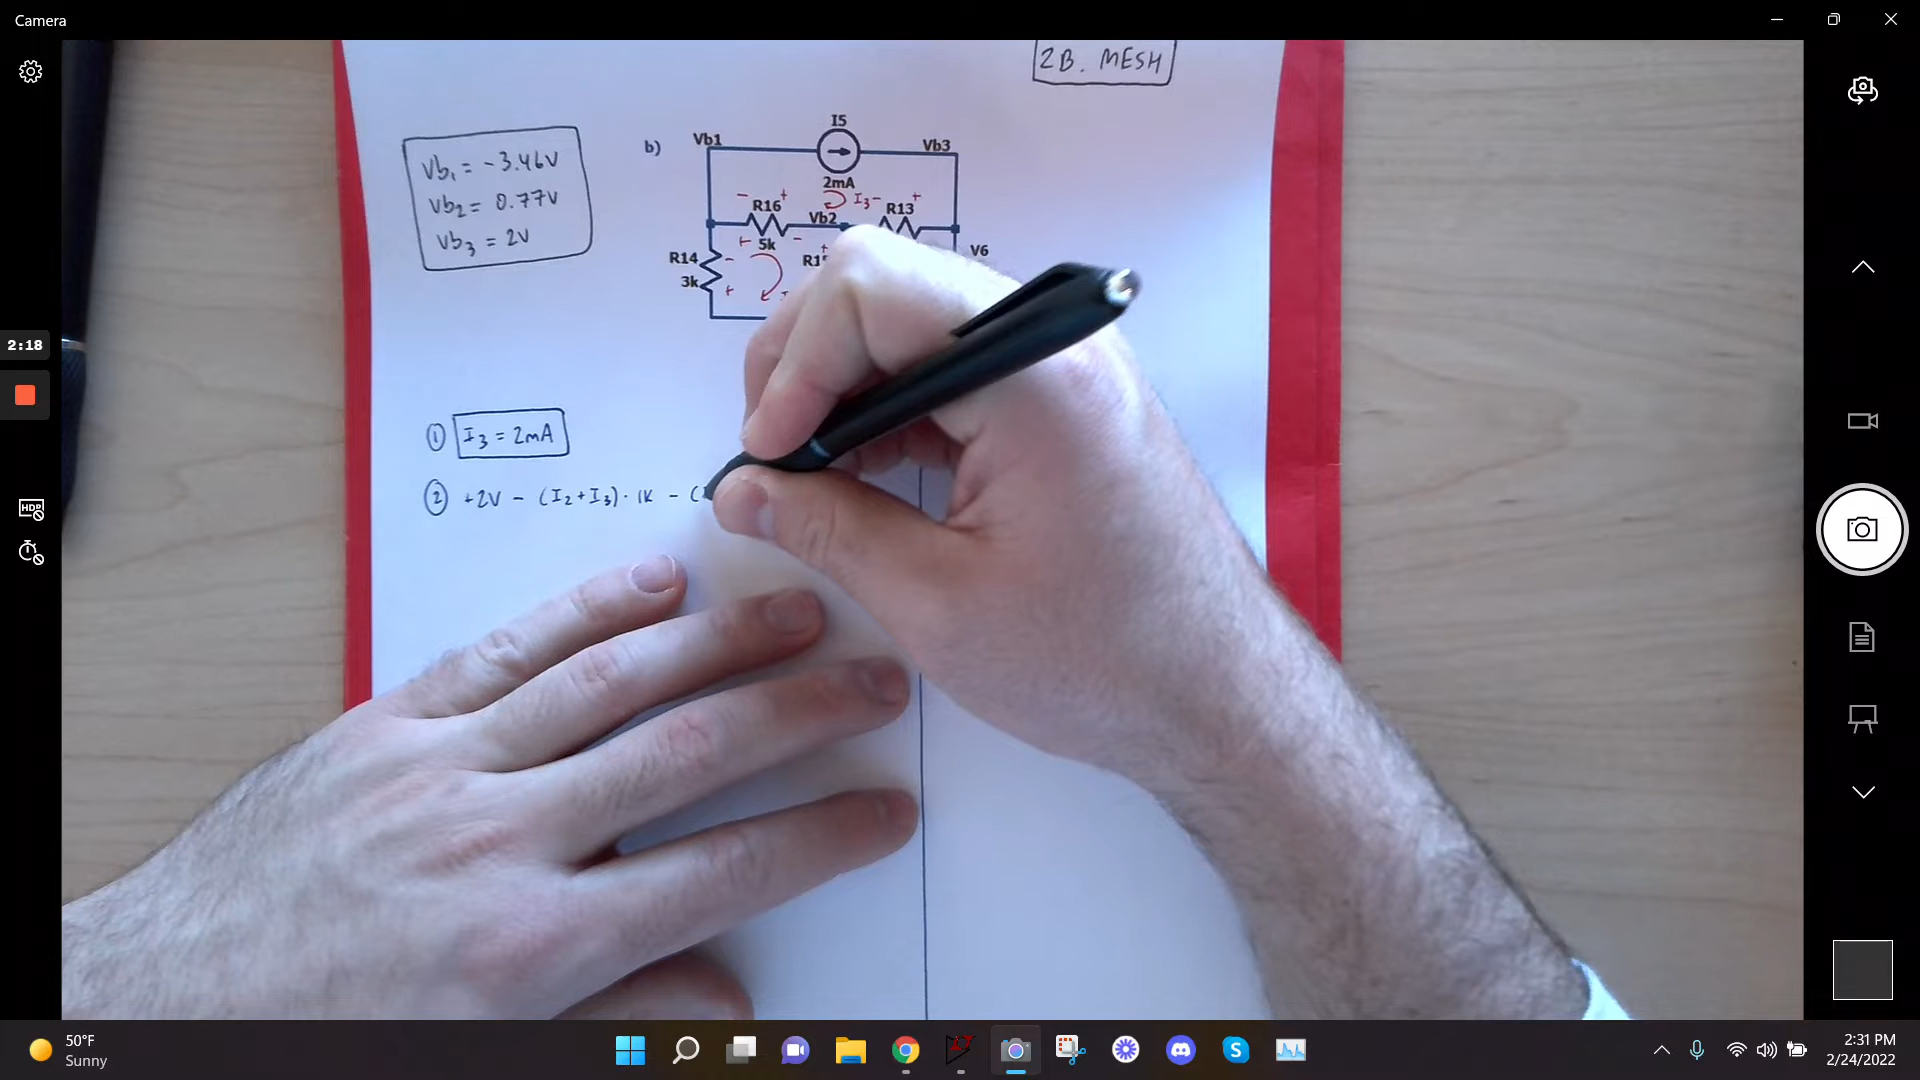 Camera
2B. MESH
Vb1 = -3.46V
Vb2 = 0.77V
Vb3 = 2V
b)
I5
Vb1
Vb3
2mA
- + I3 - +
R16
R13
Vb2
+ 5k - +
V6
R14
-
3k
+
① I3 = 2mA
② +2V - (I2+I3)·1K - (
2:18
HDR
50°F
Sunny
2:31 PM
2/24/2022